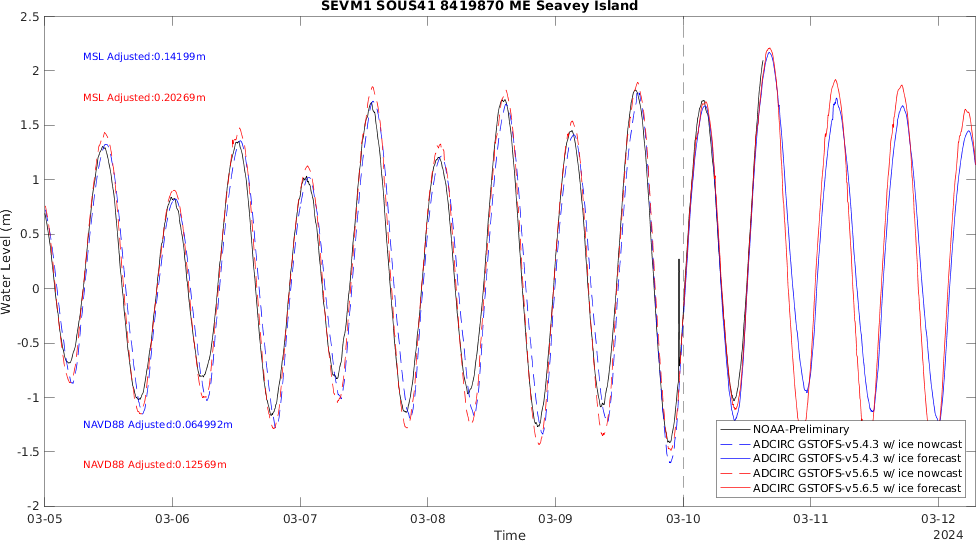 SEVM1 SOUS41 8419870 ME Seavey Island
2.5
2
1.5
1
0.5
0
-0.5
-1
-1.5
-2
Water Level (m)
MSL Adjusted:0.14199m
MSL Adjusted:0.20269m
NAVD88 Adjusted:0.064992m
NAVD88 Adjusted:0.12569m
NOAA-Preliminary
ADCIRC GSTOFS-v5.4.3 w/ ice nowcast
ADCIRC GSTOFS-v5.4.3 w/ ice forecast
ADCIRC GSTOFS-v5.6.5 w/ ice nowcast
ADCIRC GSTOFS-v5.6.5 w/ ice forecast
03-05 03-06 03-07 03-08 03-09 03-10 03-11 03-12
Time
2024